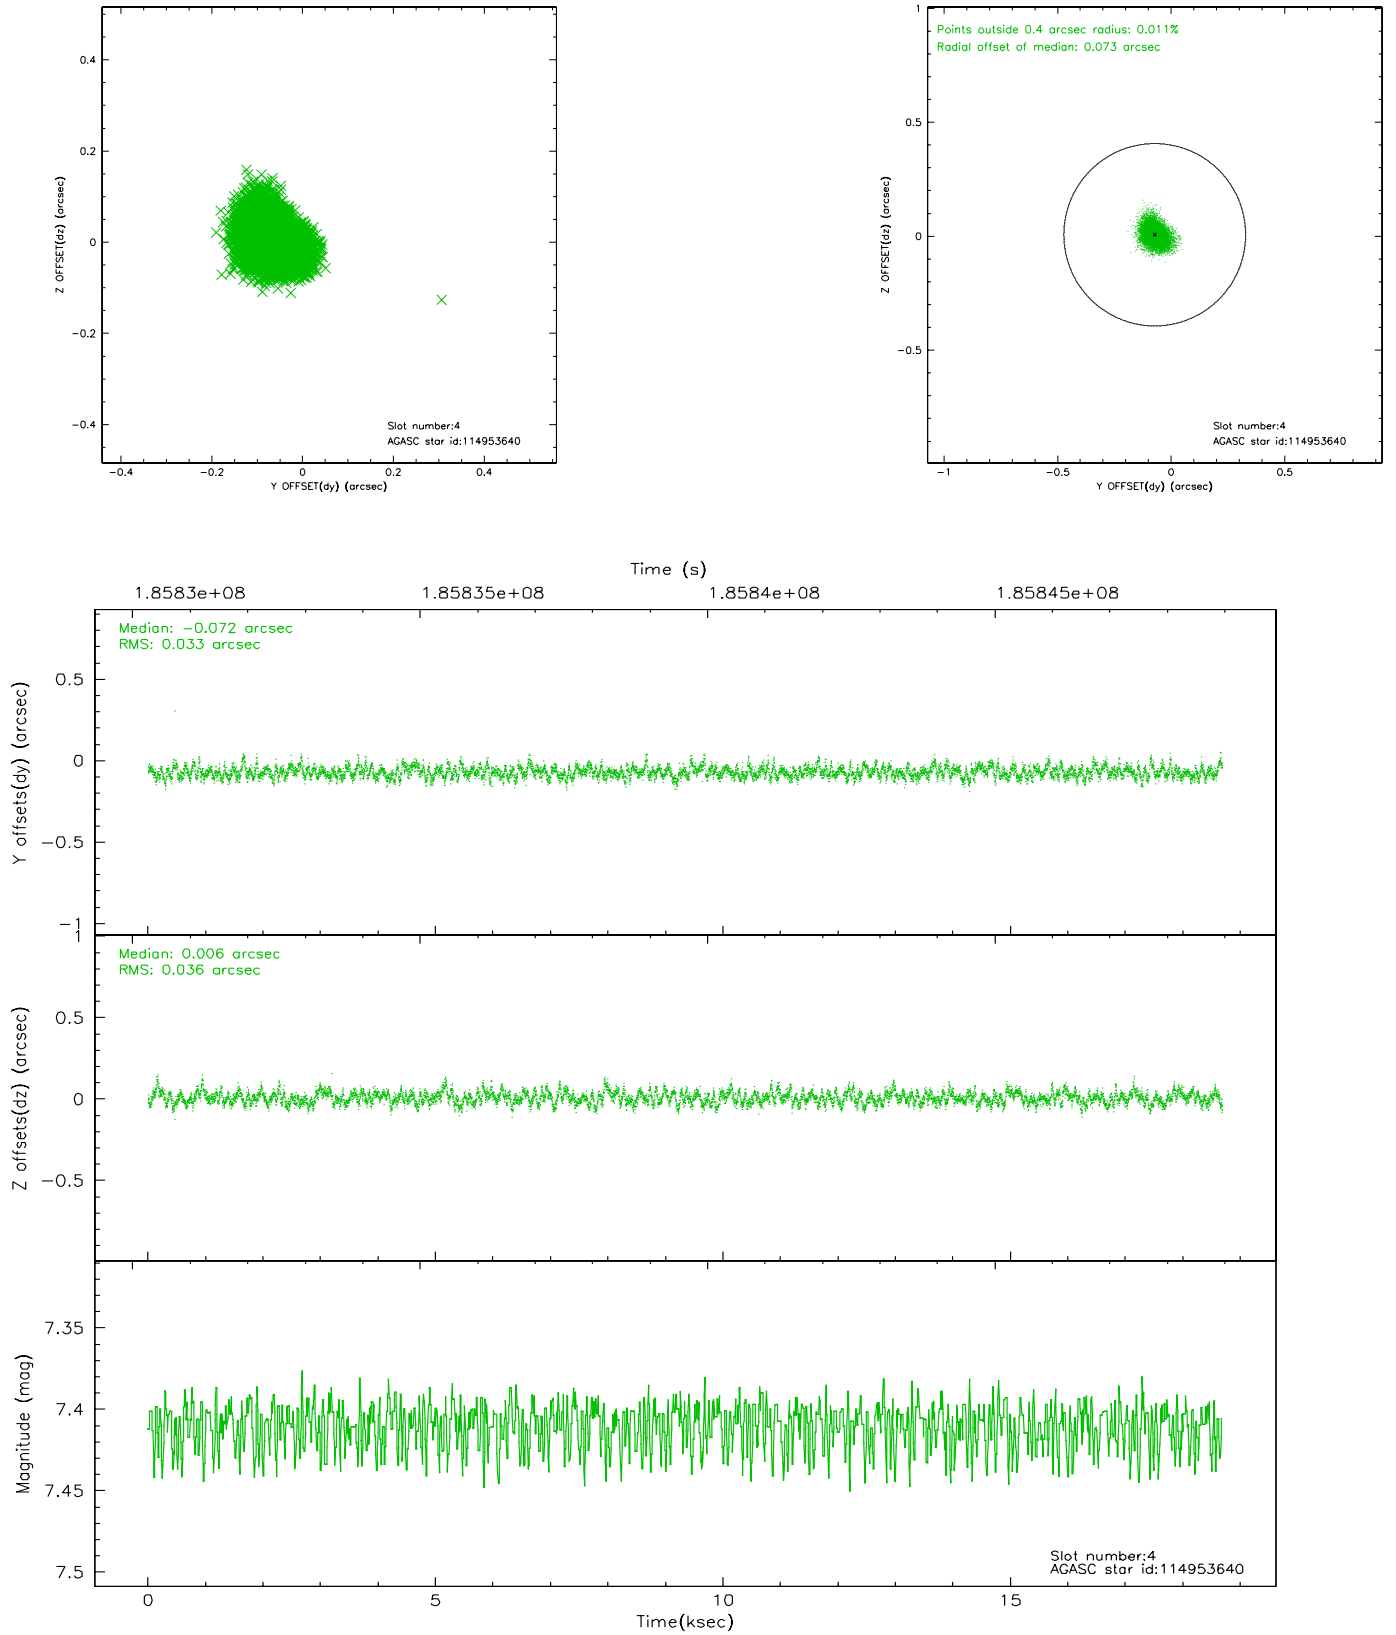 0.4
0.2
0
−0.2
−0.4
Z OFFSET(dz) (arcsec)
Slot number:4
AGASC star id:114953640
−0.4 −0.2 0 0.2 0.4
Y OFFSET(dy) (arcsec)
Points outside 0.4 arcsec radius: 0.011%
Radial offset of median: 0.073 arcsec
1
0.5
0
−0.5
Z OFFSET(dz) (arcsec)
Slot number:4
AGASC star id:114953640
−1 −0.5 0 0.5
Y OFFSET(dy) (arcsec)
Time (s)
1.8583e+08 1.85835e+08 1.8584e+08 1.85845e+08
Median: −0.072 arcsec
RMS: 0.033 arcsec
0.5
0
−0.5
−1
Y offsets(dy) (arcsec)
Median: 0.006 arcsec
RMS: 0.036 arcsec
1
0.5
0
−0.5
Z offsets(dz) (arcsec)
7.35
7.4
7.45
7.5
Magnitude (mag)
Slot number:4
AGASC star id:114953640
0 5 10 15
Time(ksec)